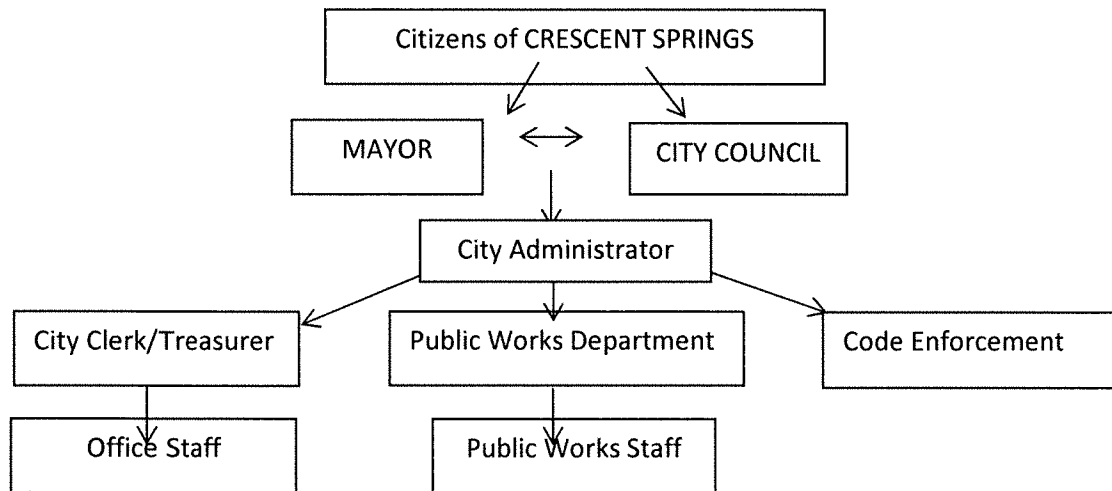 Citizens of CRESCENT SPRINGS
MAYOR
CITY COUNCIL
City Administrator
City Clerk/Treasurer
Public Works Department
Code Enforcement
Office Staff
Public Works Staff